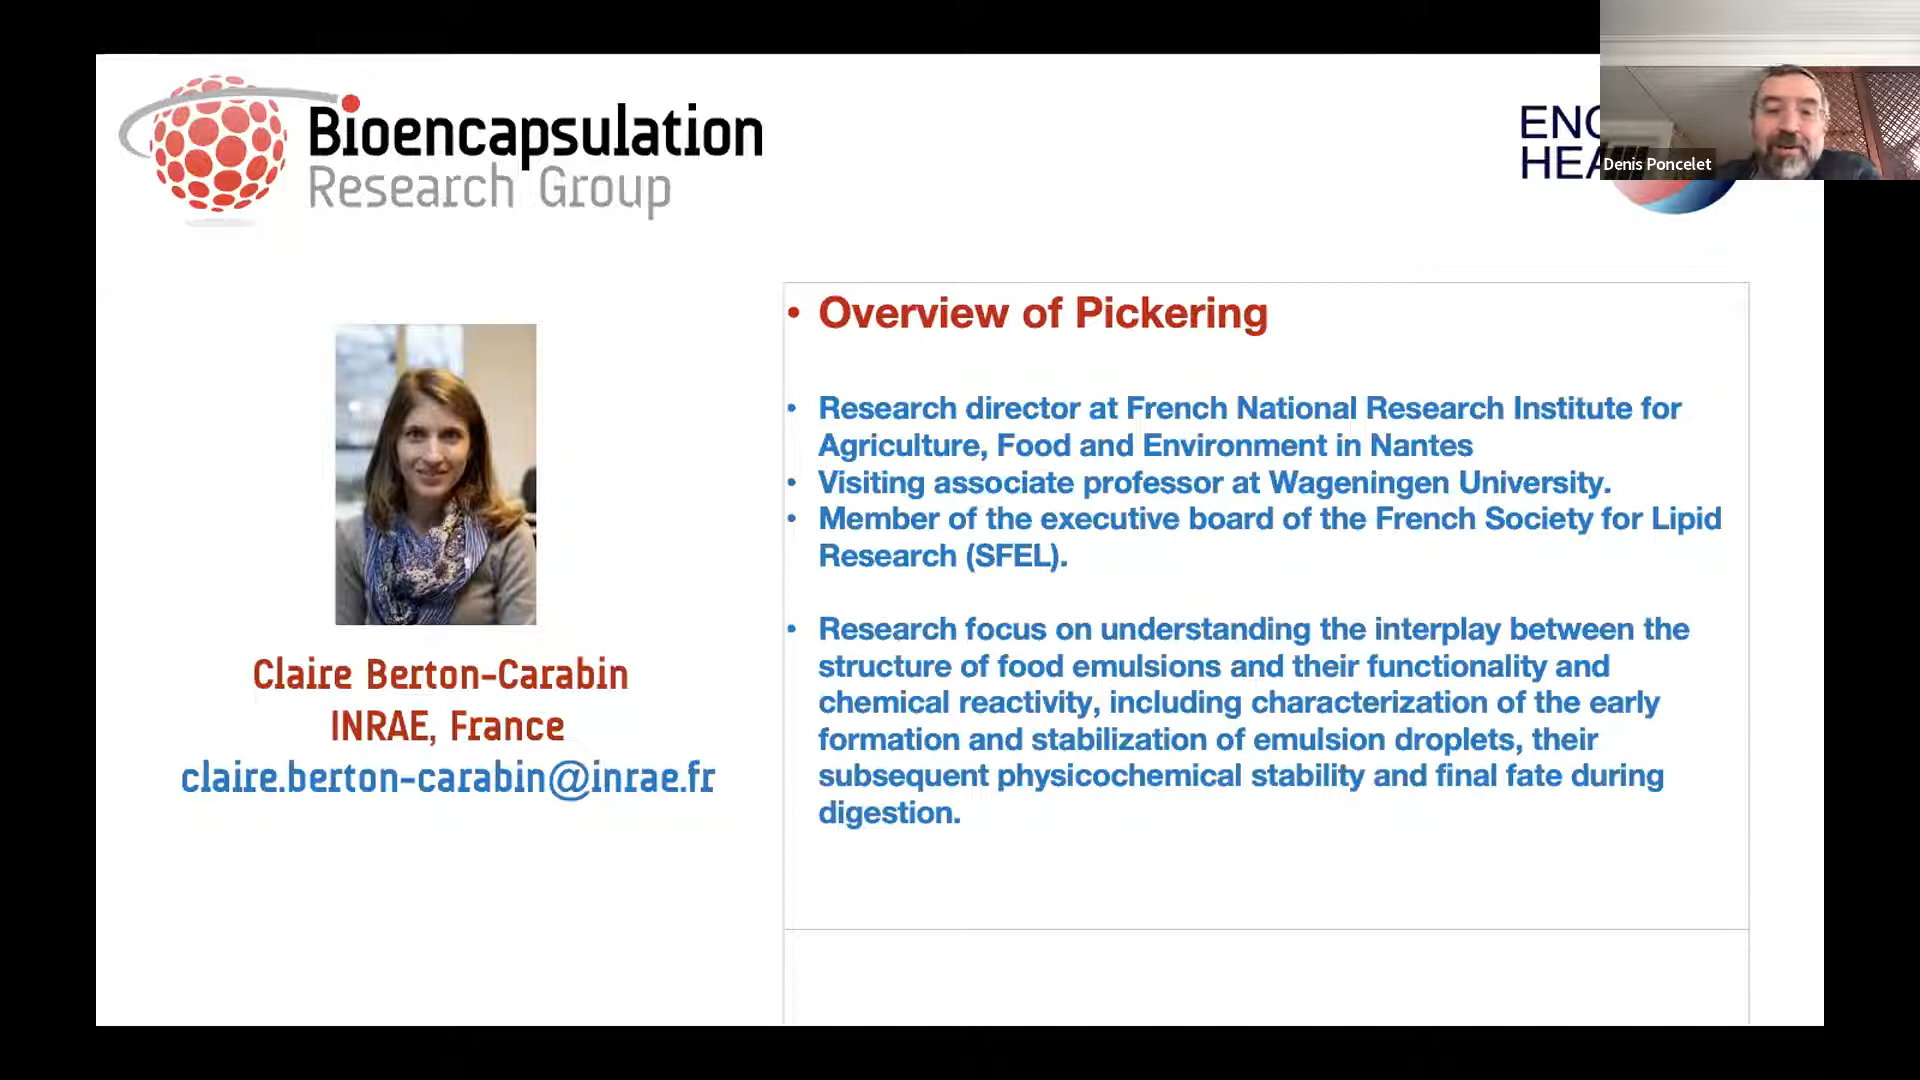 Bioencapsulation
Research Group
Denis Poncelet
• Overview of Pickering
• Research director at French National Research Institute for
Agriculture, Food and Environment in Nantes
• Visiting associate professor at Wageningen University.
• Member of the executive board of the French Society for Lipid
Research (SFEL).
• Research focus on understanding the interplay between the
structure of food emulsions and their functionality and
chemical reactivity, including characterization of the early
formation and stabilization of emulsion droplets, their
subsequent physicochemical stability and final fate during
digestion.
Claire Berton-Carabin
INRAE, France
claire.berton-carabin@inrae.fr